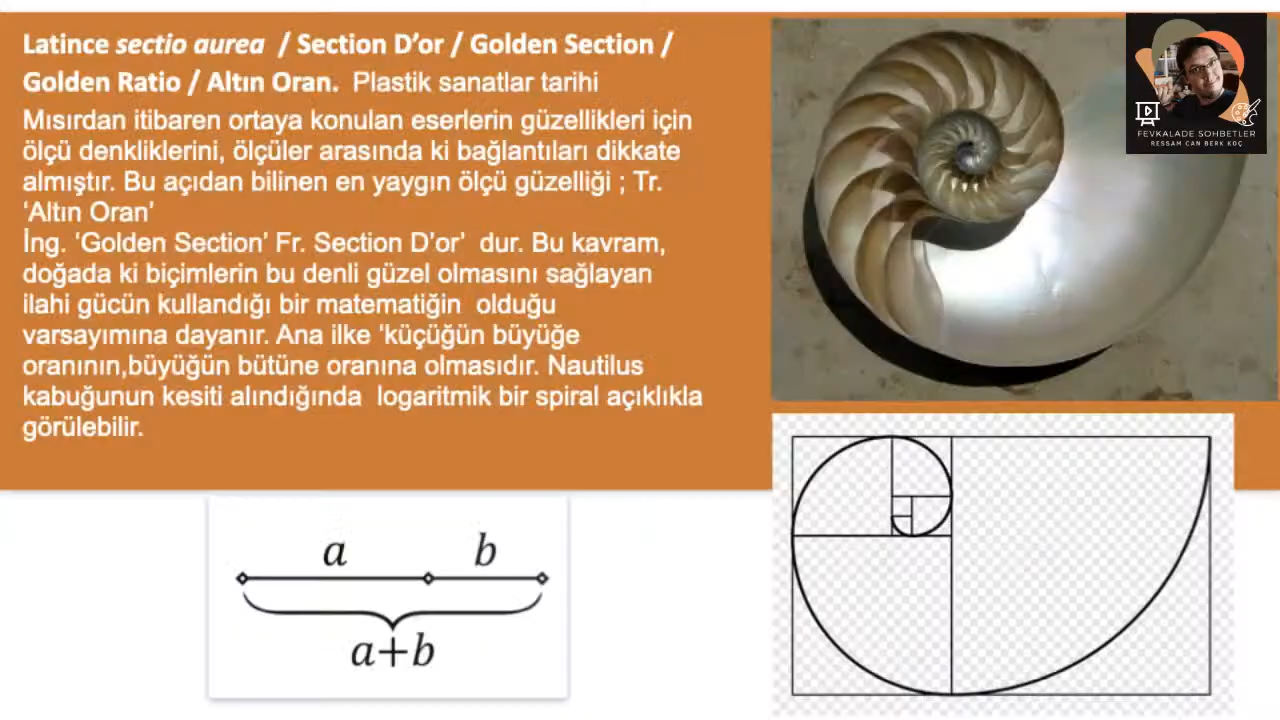 Latince sectio aurea / Section D’or / Golden Section /
Golden Ratio / Altın Oran. Plastik sanatlar tarihi
Mısırdan itibaren ortaya konulan eserlerin güzellikleri için
ölçü denkliklerini, ölçüler arasında ki bağlantıları dikkate
almıştır. Bu açıdan bilinen en yaygın ölçü güzelliği ; Tr.
‘Altın Oran’
İng. ‘Golden Section’ Fr. Section D’or’ dur. Bu kavram,
doğada ki biçimlerin bu denli güzel olmasını sağlayan
ilahi gücün kullandığı bir matematiğin olduğu
varsayımına dayanır. Ana ilke ‘küçüğün büyüğe
oranının,büyüğün bütüne oranına olmasıdır. Nautilus
kabuğunun kesiti alındığında logaritmik bir spiral açıklıkla
görülebilir.
FEVKALADE SOHBETLER
RESSAM CAN BERK KOÇ
a b
a+b